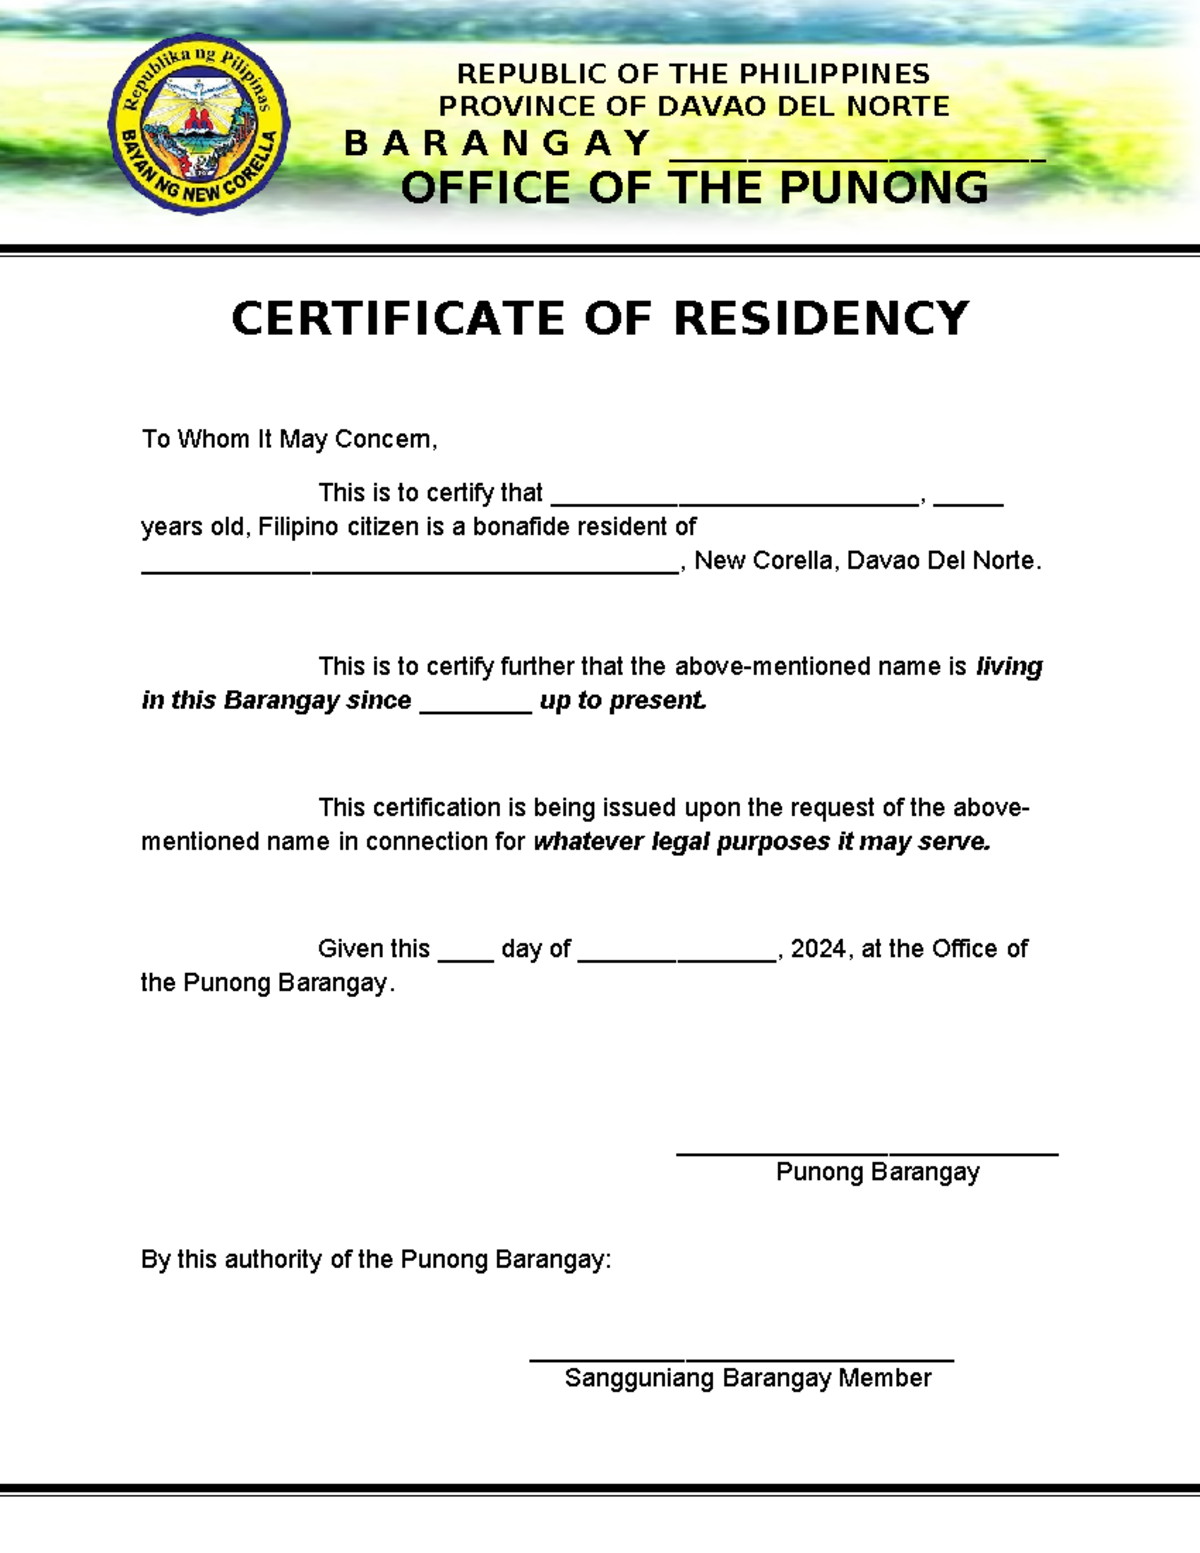 Republika ng Pilipinas
BAYAN NG NEW CORELLA
REPUBLIC OF THE PHILIPPINES
PROVINCE OF DAVAO DEL NORTE
B A R A N G A Y ____________________
OFFICE OF THE PUNONG
CERTIFICATE OF RESIDENCY
To Whom It May Concern,
This is to certify that __________________________, _____
years old, Filipino citizen is a bonafide resident of
______________________________________, New Corella, Davao Del Norte.
This is to certify further that the above-mentioned name is living
in this Barangay since ________ up to present.
This certification is being issued upon the request of the above-
mentioned name in connection for whatever legal purposes it may serve.
Given this ____ day of ______________, 2024, at the Office of
the Punong Barangay.
___________________________
Punong Barangay
By this authority of the Punong Barangay:
______________________________
Sangguniang Barangay Member